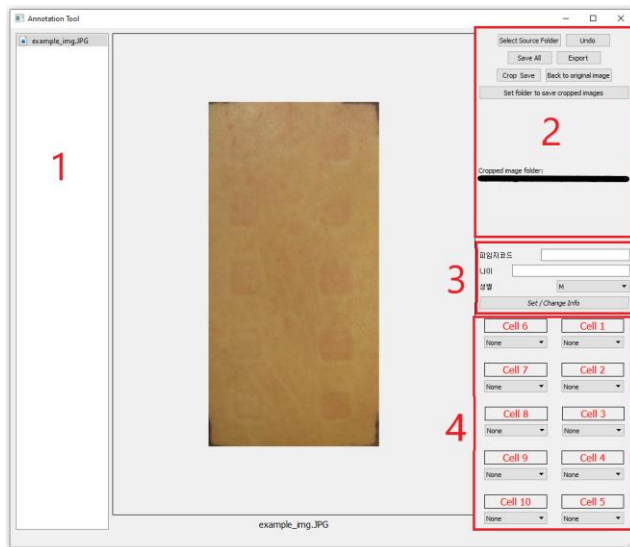 Annotation Tool
example_img.JPG
1
Select Source Folder Undo
Save All Export
Crop Save Back to original image
Set folder to save cropped images
2
Cropped image folder:
3
피임자코드
나이
성별 M
Set / Change Info
4
Cell 6 Cell 1
None None
Cell 7 Cell 2
None None
Cell 8 Cell 3
None None
Cell 9 Cell 4
None None
Cell 10 Cell 5
None None
example_img.JPG